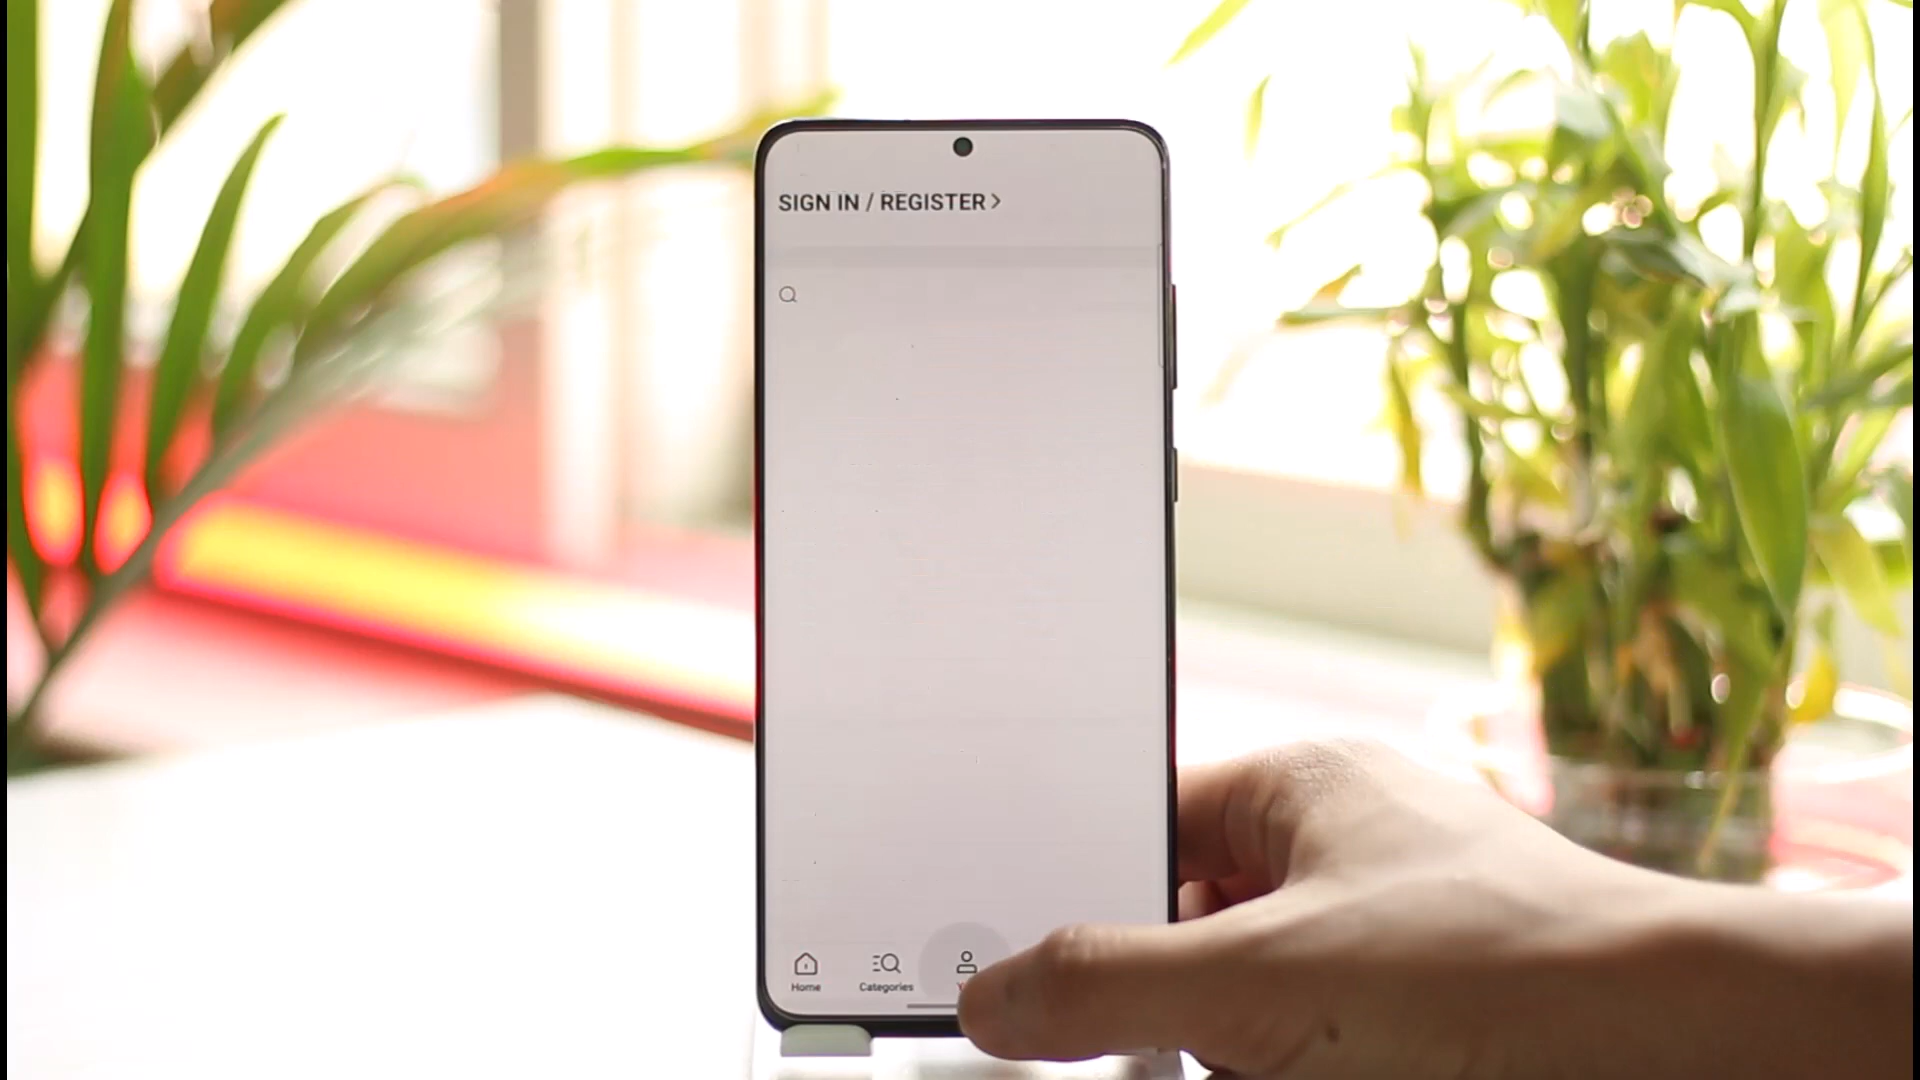 SIGN IN / REGISTER >
Home
Categories